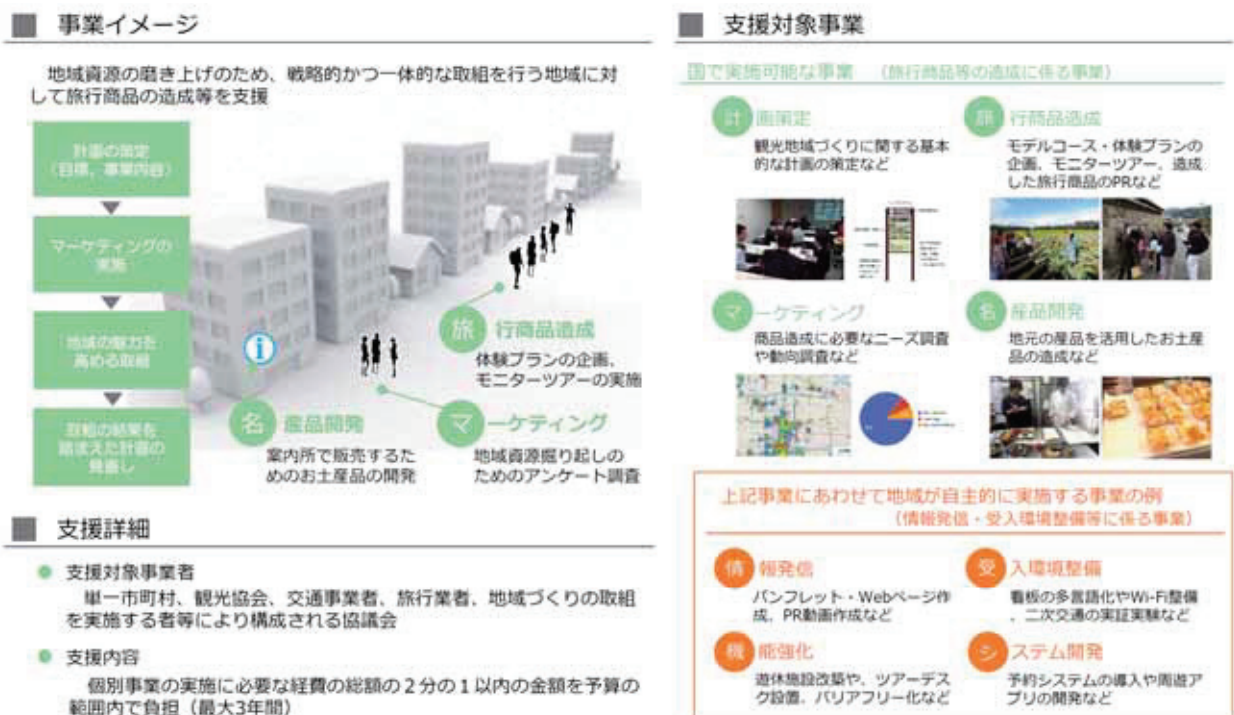 事業イメージ
地域資源の磨き上げのため、戦略的かつ一体的な取組を行う地域に対
して旅行商品の造成等を支援
計画の策定
(目標、事業内容)
マーケティングの
実施
地域の魅力を
高める取組
取組の結果を
踏まえた計画の
見直し
旅 行商品造成
体験プランの企画、
モニターツアーの実施
名 産品開発
案内所で販売するた
めのお土産品の開発
マ ーケティング
地域資源掘り起しの
ためのアンケート調査
支援詳細
支援対象事業者
単一市町村、観光協会、交通事業者、旅行業者、地域づくりの取組
を実施する者等により構成される協議会
支援内容
個別事業の実施に必要な経費の総額の2分の1以内の金額を予算の
範囲内で負担（最大3年間）
支援対象事業
国で実施可能な事業 （旅行商品等の造成に係る事業）
計 画策定
観光地域づくりに関する基本
的な計画の策定など
旅 行商品造成
モデルコース・体験プランの
企画、モニターツアー、造成
した旅行商品のPRなど
マ ーケティング
商品造成に必要なニーズ調査
や動向調査など
名 産品開発
地元の産品を活用したお土産
品の造成など
上記事業にあわせて地域が自主的に実施する事業の例
（情報発信・受入環境整備等に係る事業）
情 報発信
パンフレット・Webページ作
成、PR動画作成など
受 入環境整備
看板の多言語化やWi-Fi整備
、二次交通の実証実験など
機 能強化
遊休施設改築や、ツアーデス
ク設置、バリアフリー化など
シ ステム開発
予約システムの導入や周遊ア
プリの開発など